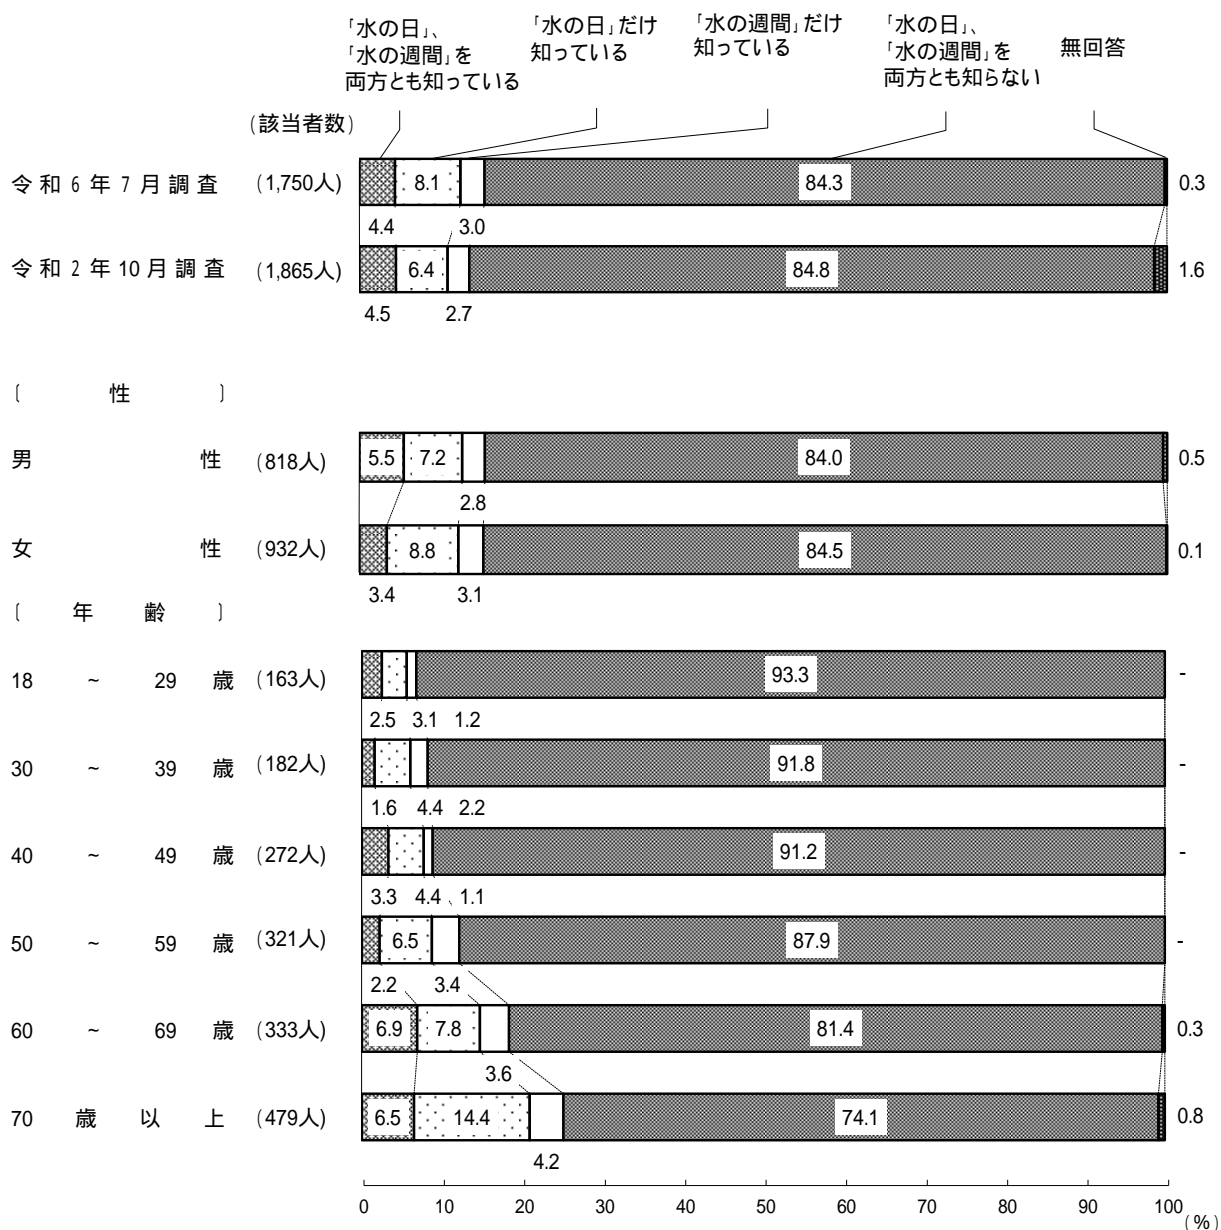 「水の日」、
「水の週間」を
両方とも知っている
「水の日」だけ
知っている
「水の週間」だけ
知っている
「水の日」、
「水の週間」を
両方とも知らない
無回答
(該当者数)
令和6年7月調査 (1,750人) 8.1 84.3 0.3
4.4 3.0
令和2年10月調査 (1,865人) 6.4 84.8 1.6
4.5 2.7
〔 性 〕
男性 (818人) 5.5 7.2 84.0 0.5
2.8
女性 (932人) 8.8 84.5 0.1
3.4 3.1
〔 年齢 〕
18 ~ 29歳 (163人) 93.3 -
2.5 3.1 1.2
30 ~ 39歳 (182人) 91.8 -
1.6 4.4 2.2
40 ~ 49歳 (272人) 91.2 -
3.3 4.4 1.1
50 ~ 59歳 (321人) 6.5 87.9 -
2.2 3.4
60 ~ 69歳 (333人) 6.9 7.8 81.4 0.3
3.6
70歳以上 (479人) 6.5 14.4 74.1 0.8
4.2
0 10 20 30 40 50 60 70 80 90 100
(%)